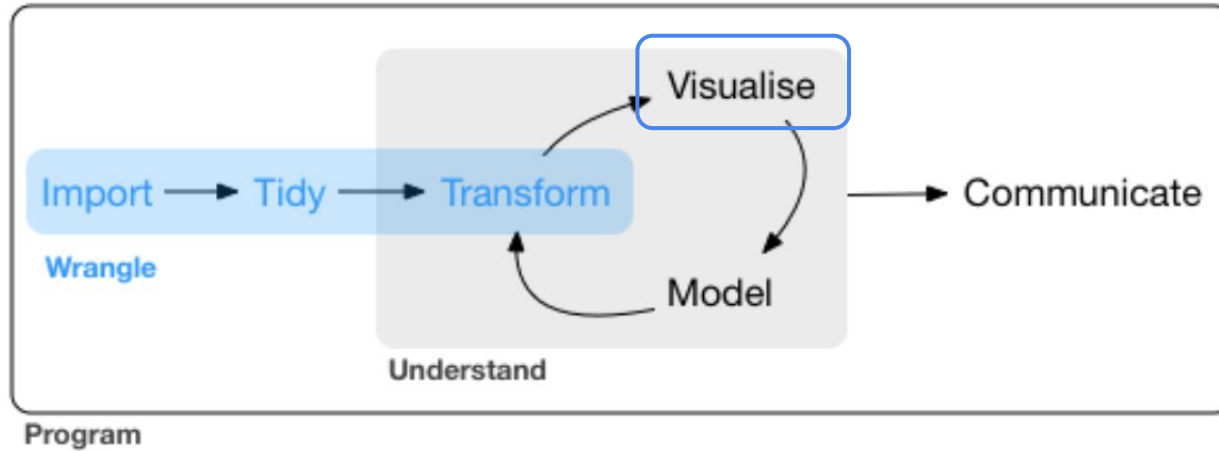 Visualise
Import
Tidy
Transform
Communicate
Wrangle
Model
Understand
Program